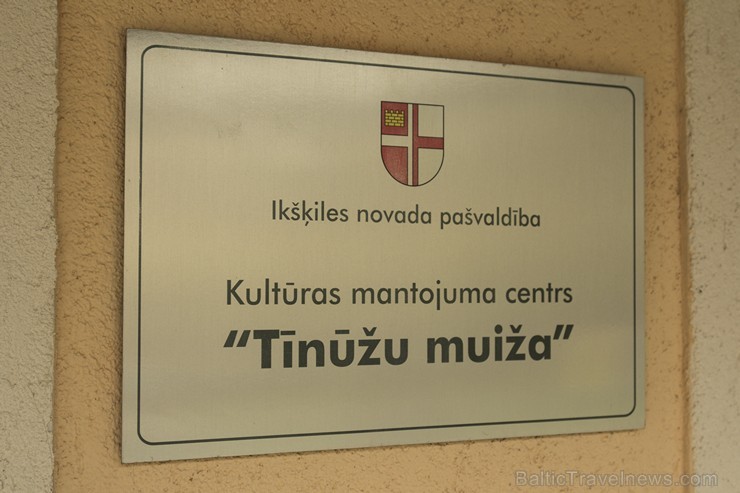 Ikšķiles novada pašvaldība
Kultūras mantojuma centrs
“Tīnūžu muiža”
BalticTravelnews.com